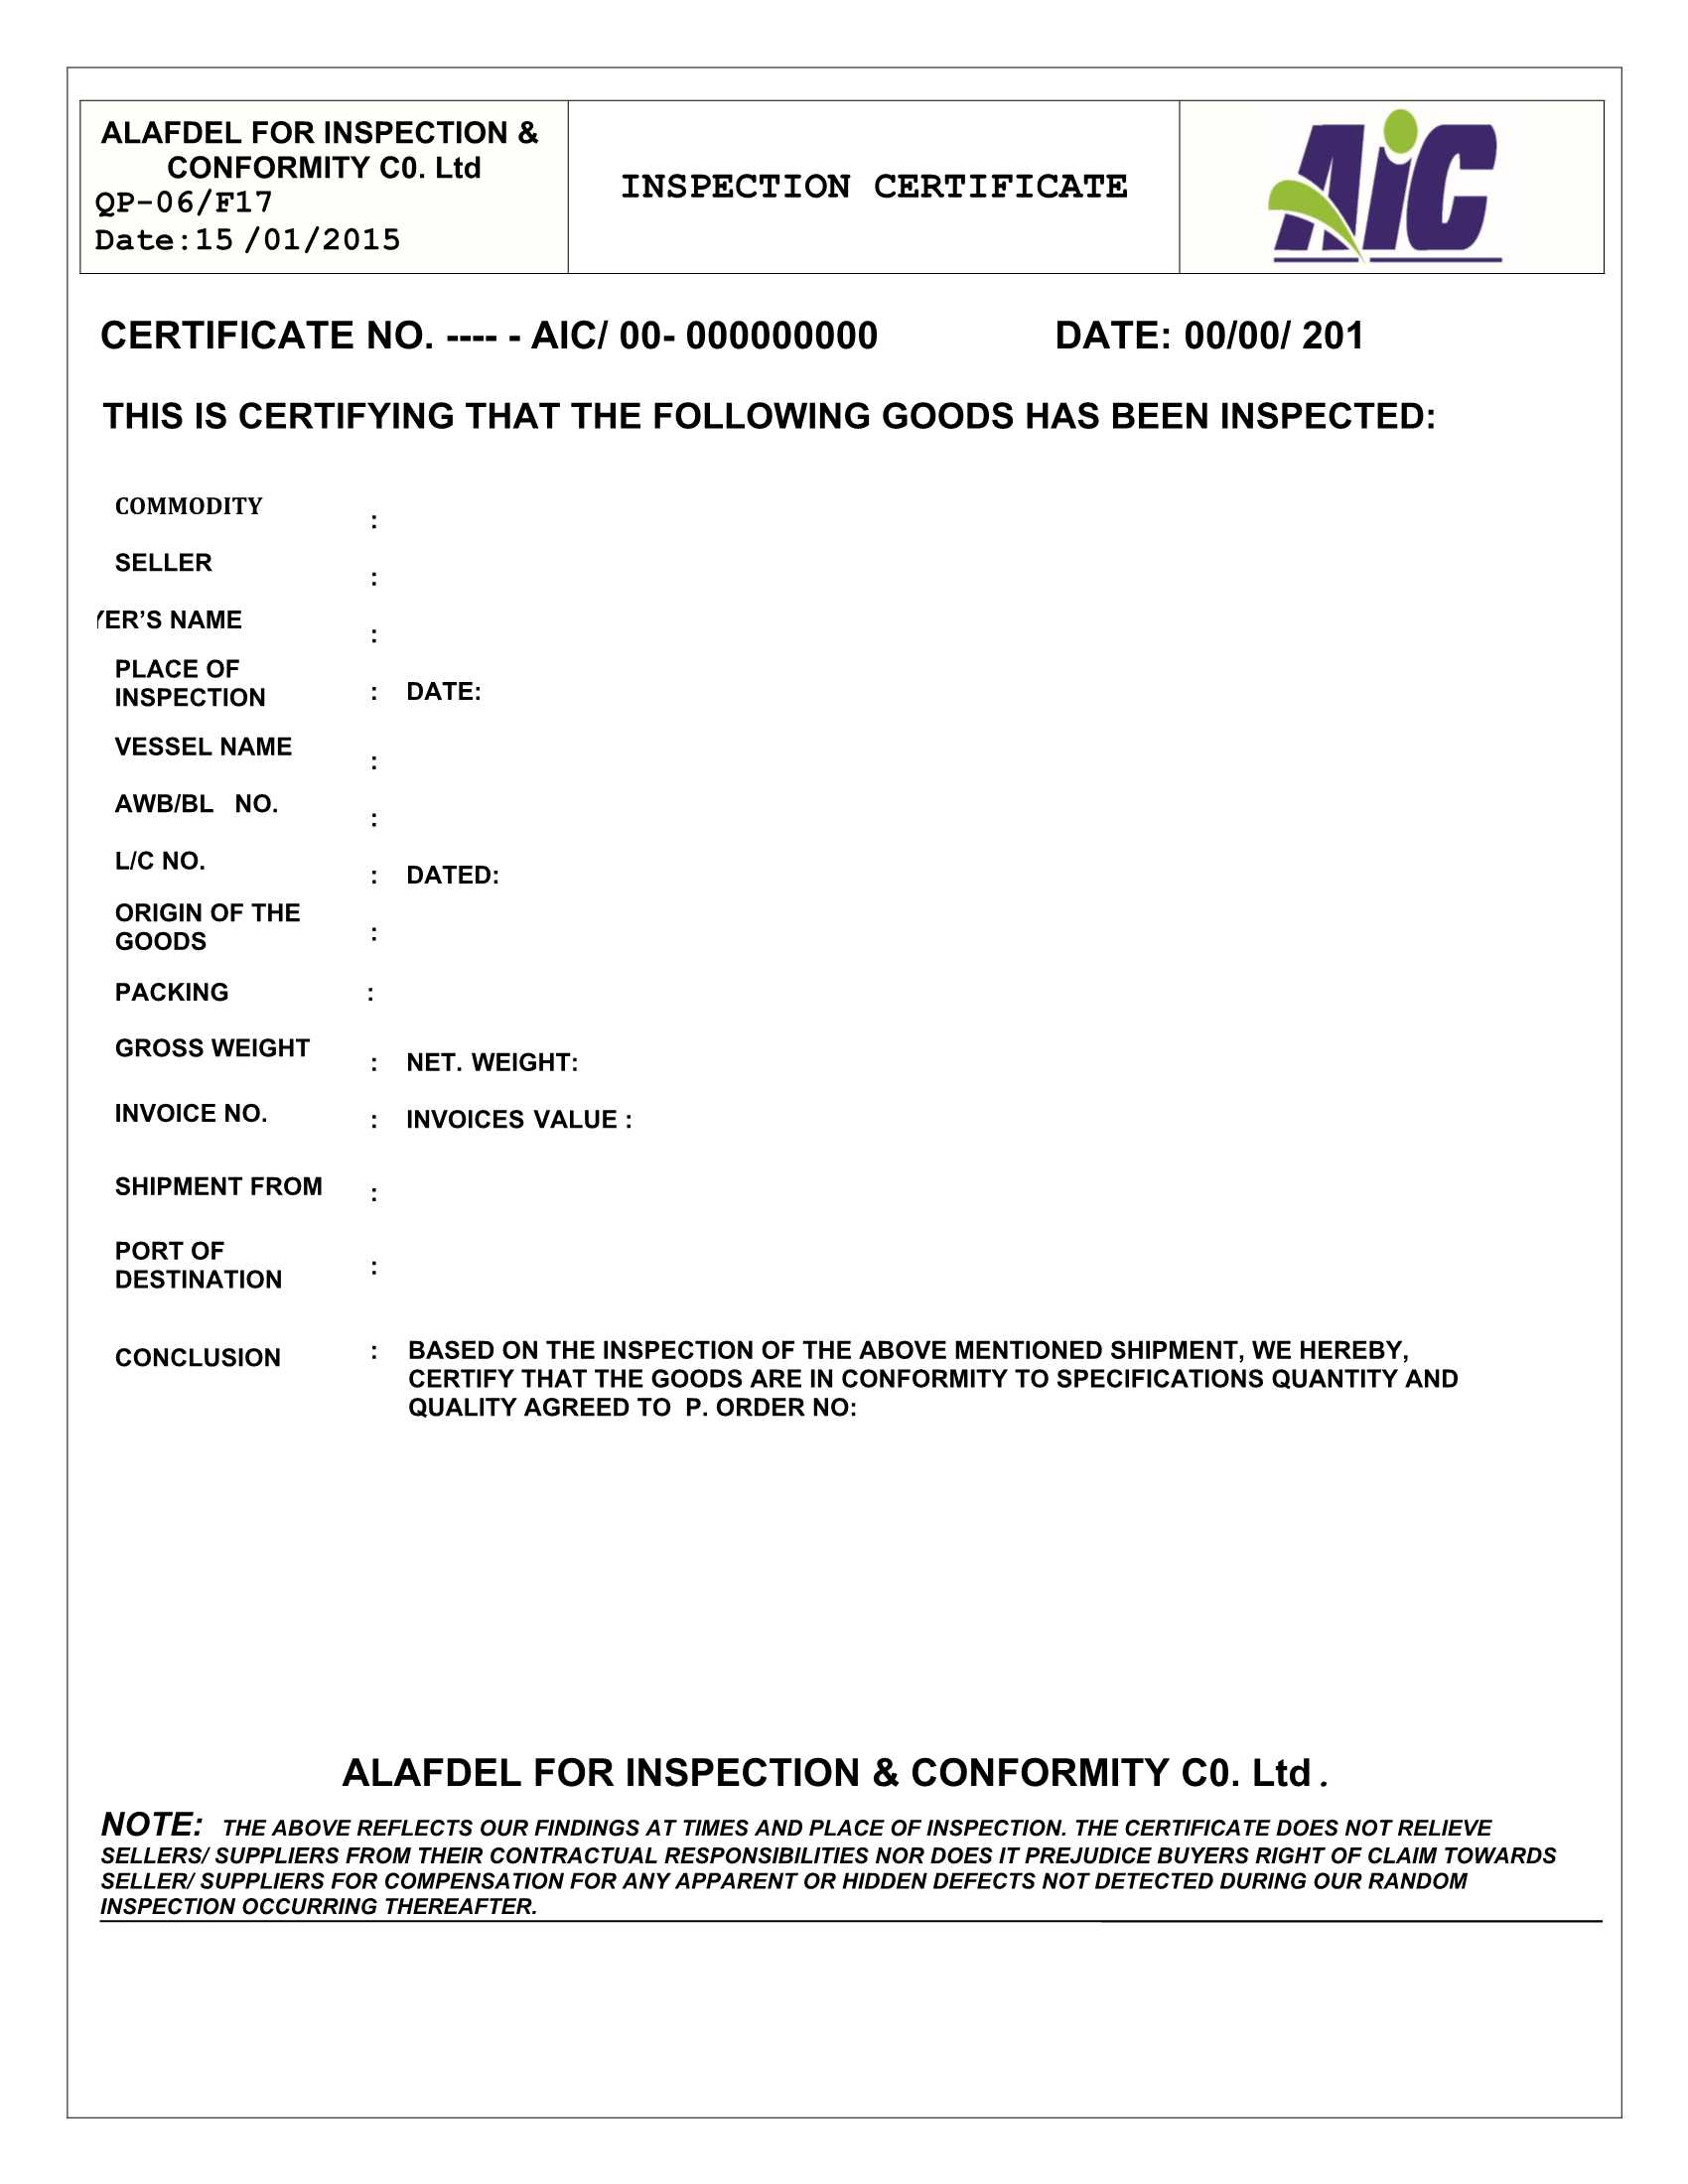 ALAFDEL FOR INSPECTION &
CONFORMITY C0. Ltd
QP-06/F17
Date:15 /01/2015
INSPECTION CERTIFICATE
AiC
CERTIFICATE NO. ---- - AIC/ 00- 000000000 DATE: 00/00/ 201
THIS IS CERTIFYING THAT THE FOLLOWING GOODS HAS BEEN INSPECTED:
COMMODITY :
SELLER :
YER’S NAME :
PLACE OF
INSPECTION : DATE:
VESSEL NAME :
AWB/BL NO. :
L/C NO. : DATED:
ORIGIN OF THE
GOODS :
PACKING :
GROSS WEIGHT : NET. WEIGHT:
INVOICE NO. : INVOICES VALUE :
SHIPMENT FROM :
PORT OF
DESTINATION :
CONCLUSION : BASED ON THE INSPECTION OF THE ABOVE MENTIONED SHIPMENT, WE HEREBY,
CERTIFY THAT THE GOODS ARE IN CONFORMITY TO SPECIFICATIONS QUANTITY AND
QUALITY AGREED TO P. ORDER NO:
ALAFDEL FOR INSPECTION & CONFORMITY C0. Ltd .
NOTE: THE ABOVE REFLECTS OUR FINDINGS AT TIMES AND PLACE OF INSPECTION. THE CERTIFICATE DOES NOT RELIEVE
SELLERS/ SUPPLIERS FROM THEIR CONTRACTUAL RESPONSIBILITIES NOR DOES IT PREJUDICE BUYERS RIGHT OF CLAIM TOWARDS
SELLER/ SUPPLIERS FOR COMPENSATION FOR ANY APPARENT OR HIDDEN DEFECTS NOT DETECTED DURING OUR RANDOM
INSPECTION OCCURRING THEREAFTER.